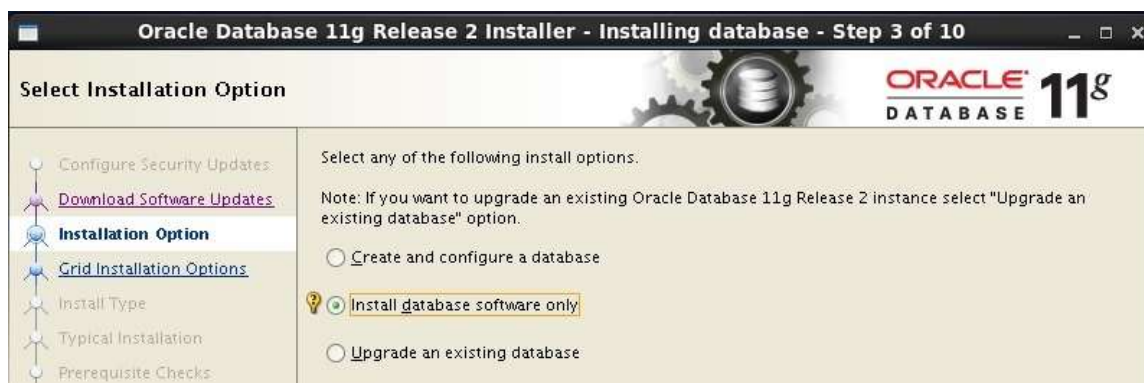 Oracle Database 11g Release 2 Installer - Installing database - Step 3 of 10
Select Installation Option
ORACLE
DATABASE
11g
Configure Security Updates
Download Software Updates
Installation Option
Grid Installation Options
Install Type
Typical Installation
Prerequisite Checks
Select any of the following install options.
Note: If you want to upgrade an existing Oracle Database 11g Release 2 instance select "Upgrade an
existing database" option.
Create and configure a database
Install database software only
Upgrade an existing database